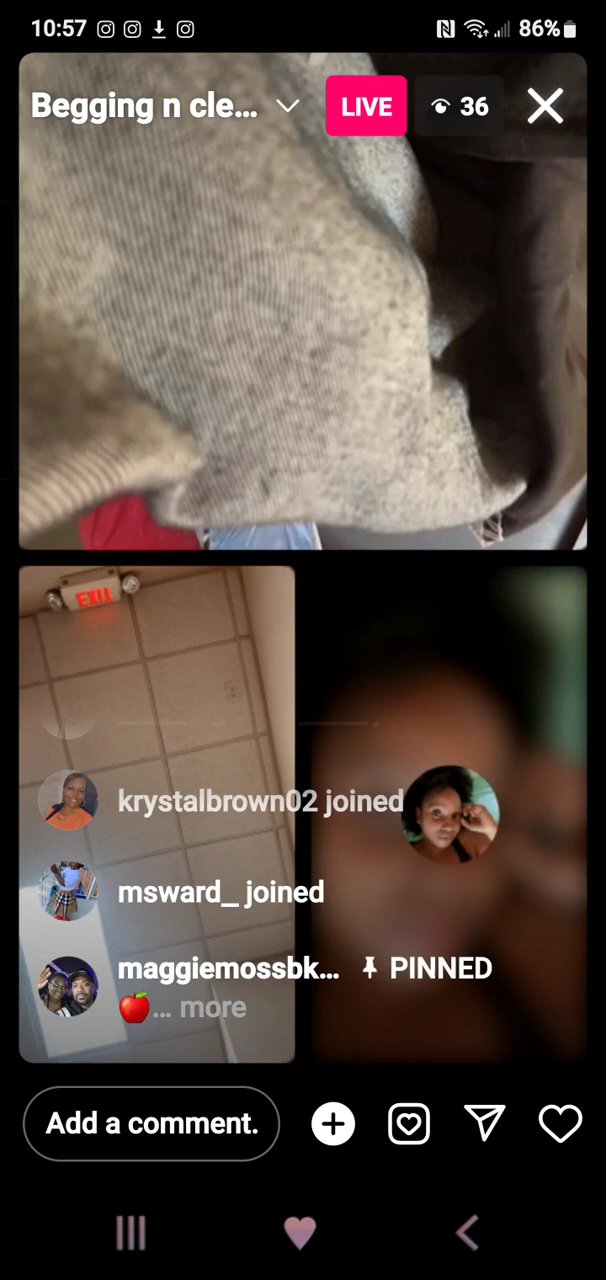 10:57 86%
Begging n cle... LIVE 36
EXIT
krystalbrown02 joined
msward_ joined
maggiemossbk... PINNED
... more
Add a comment.